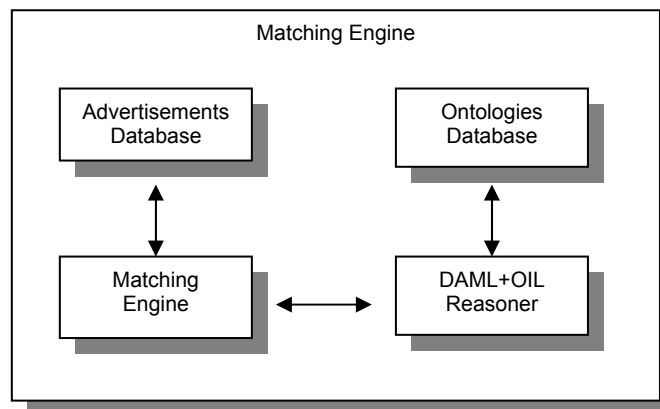 Matching Engine
Advertisements
Database
Ontologies
Database
Matching
Engine
DAML+OIL
Reasoner